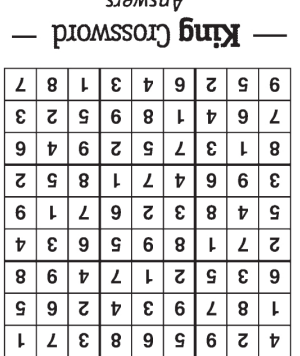 4 2 9 5 6 8 3 7 1
1 8 7 9 3 4 2 6 5
6 3 5 2 1 7 4 9 8
2 7 1 8 9 5 6 3 4
5 4 8 3 2 6 7 1 9
3 9 6 4 7 1 8 5 2
8 1 3 7 5 2 9 4 6
7 6 4 1 8 9 5 2 3
9 5 2 6 4 3 1 8 7
— King Crossword —
Answers